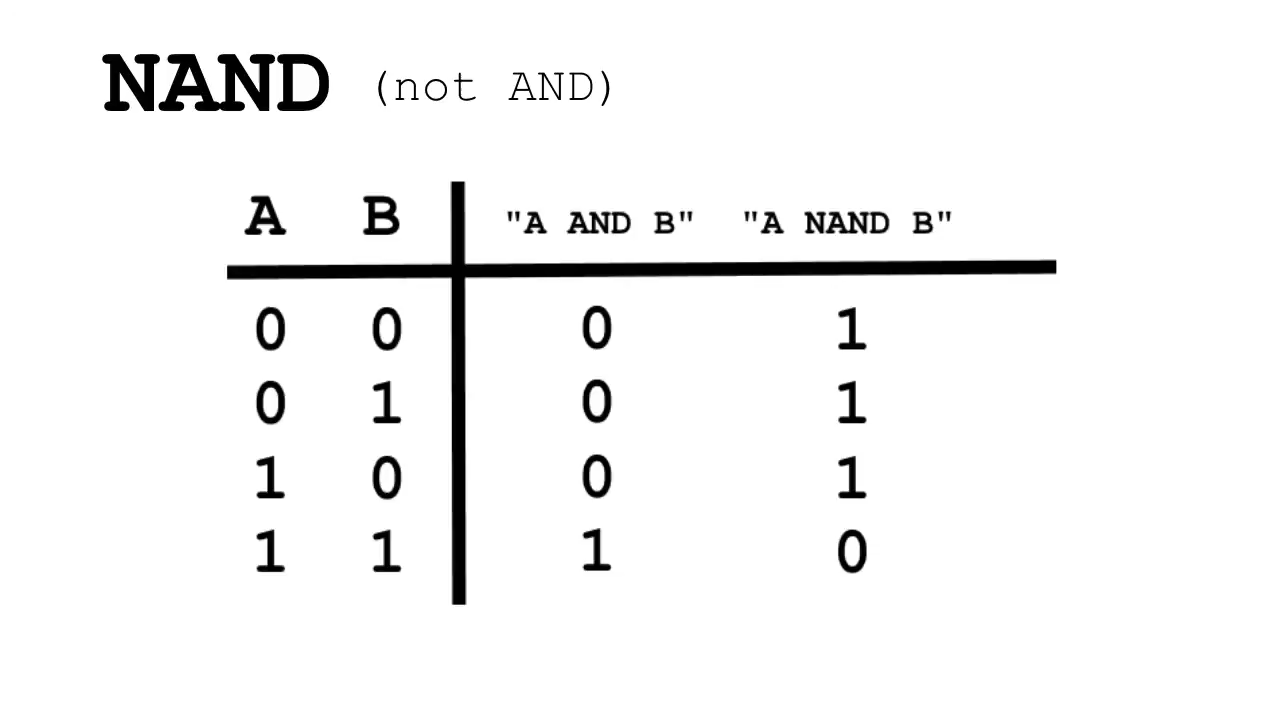 NAND (not AND)
A B "A AND B" "A NAND B"
0 0 0 1
0 1 0 1
1 0 0 1
1 1 1 0